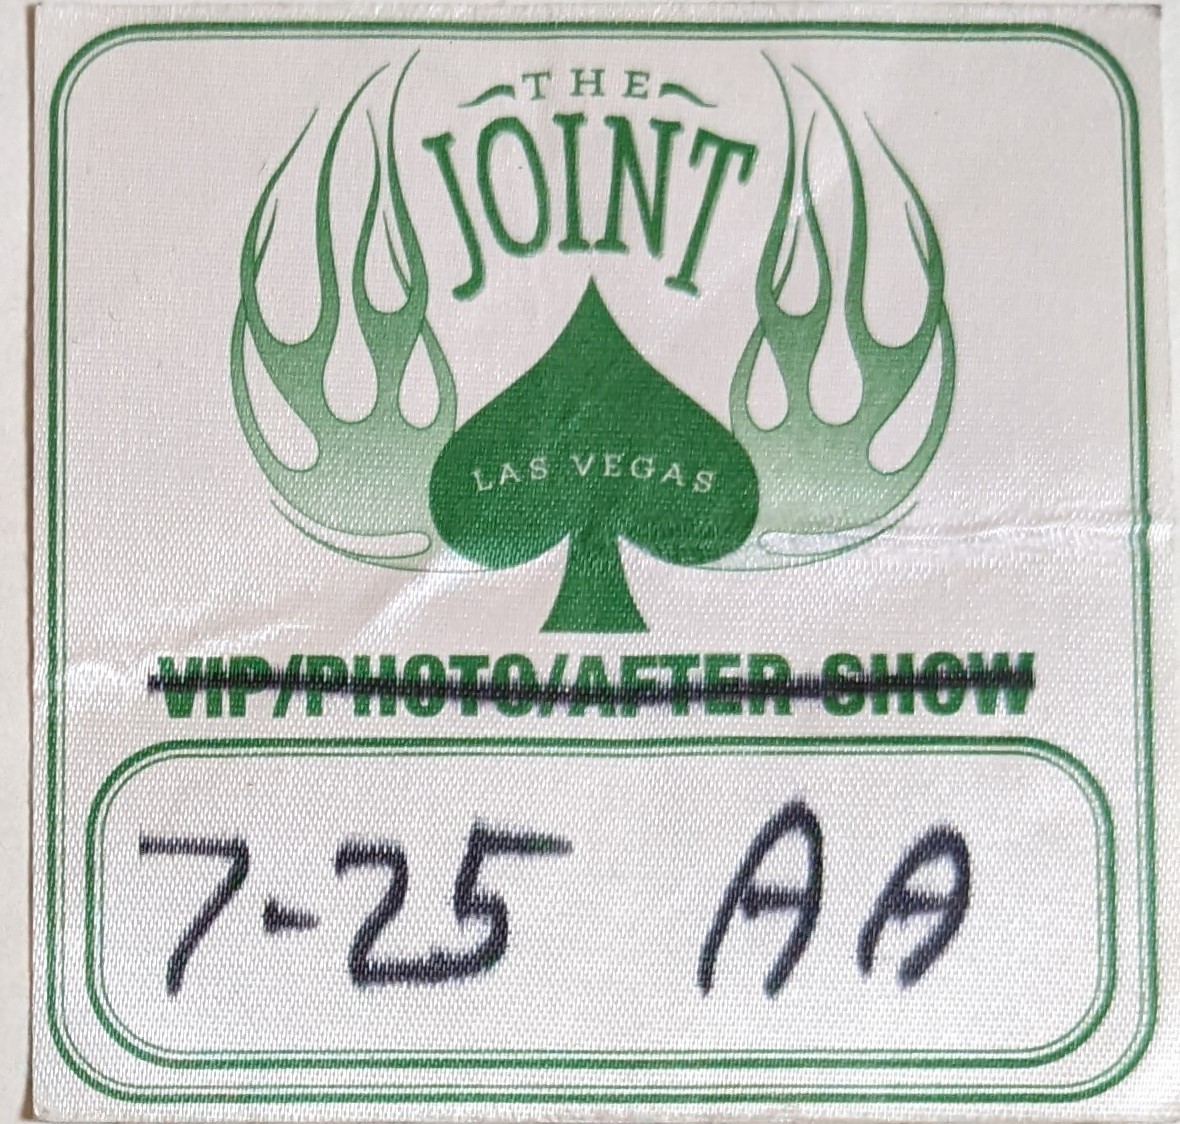 THE
JOINT
LAS VEGAS
VIP/PHOTO/AFTER SHOW
7-25 AA